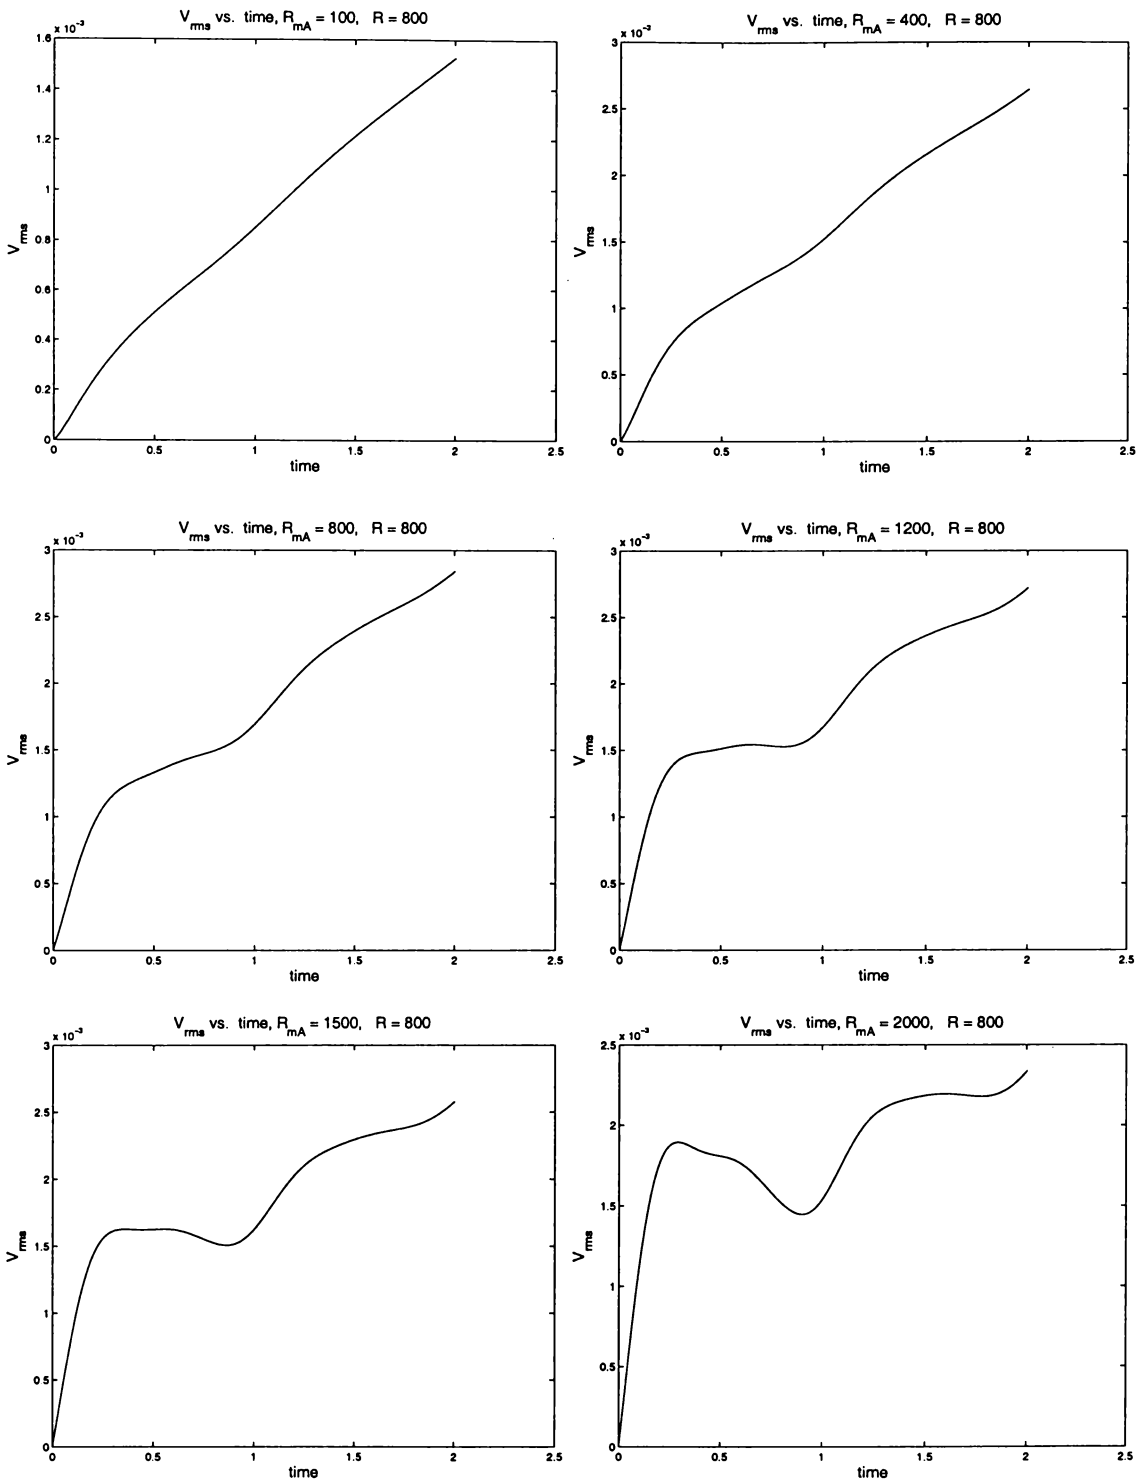 V_rms vs. time, R_mA = 100, R = 800
x 10^-3
1.6
1.4
1.2
1
0.8
0.6
0.4
0.2
0
V_rms
0 0.5 1 1.5 2 2.5
time
V_rms vs. time, R_mA = 400, R = 800
x 10^-3
3
2.5
2
1.5
1
0.5
0
V_rms
0 0.5 1 1.5 2 2.5
time
V_rms vs. time, R_mA = 800, R = 800
x 10^-3
3
2.5
2
1.5
1
0.5
0
V_rms
0 0.5 1 1.5 2 2.5
time
V_rms vs. time, R_mA = 1200, R = 800
x 10^-3
3
2.5
2
1.5
1
0.5
0
V_rms
0 0.5 1 1.5 2 2.5
time
V_rms vs. time, R_mA = 1500, R = 800
x 10^-3
3
2.5
2
1.5
1
0.5
0
V_rms
0 0.5 1 1.5 2 2.5
time
V_rms vs. time, R_mA = 2000, R = 800
x 10^-3
2.5
2
1.5
1
0.5
0
V_rms
0 0.5 1 1.5 2 2.5
time